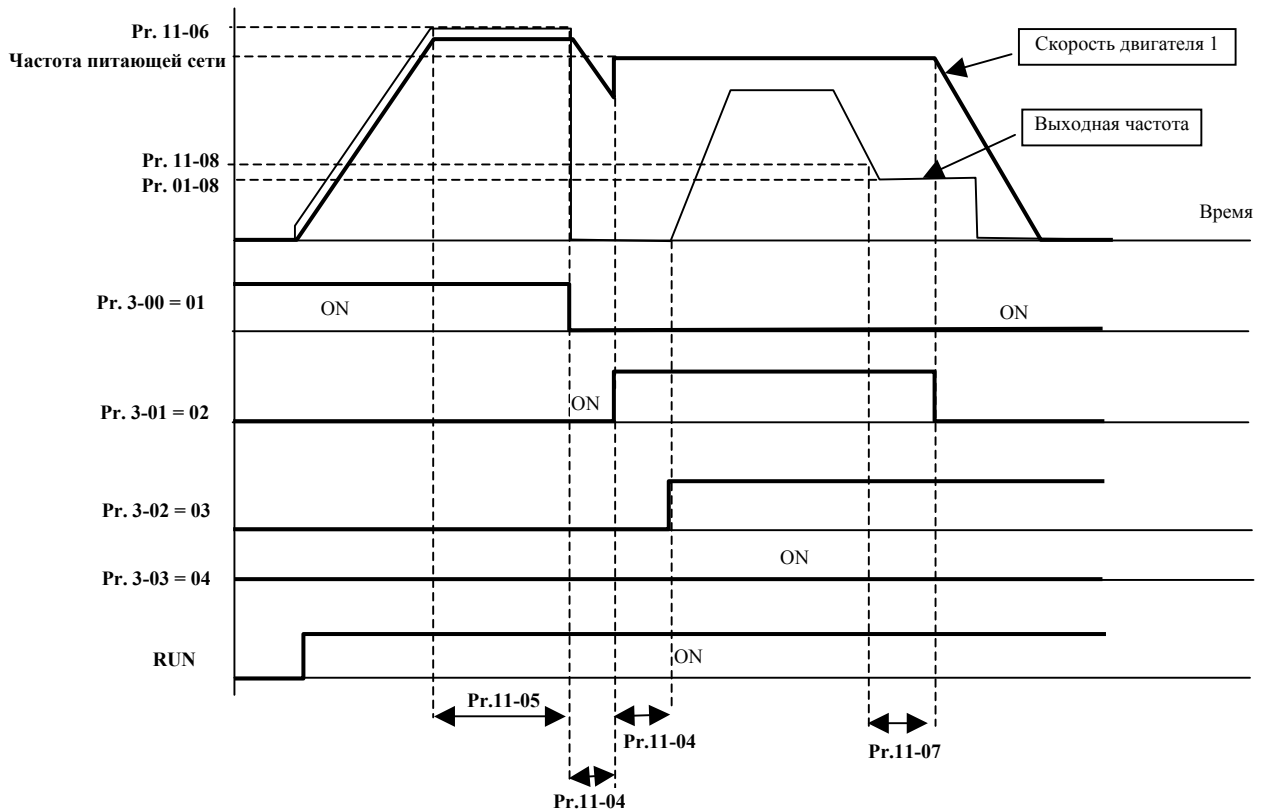 Pr. 11-06
Частота питающей сети
Скорость двигателя 1
Выходная частота
Pr. 11-08
Pr. 01-08
Время
Pr. 3-00 = 01
ON
ON
Pr. 3-01 = 02
ON
Pr. 3-02 = 03
ON
Pr. 3-03 = 04
RUN
ON
Pr.11-05
Pr.11-04
Pr.11-07
Pr.11-04